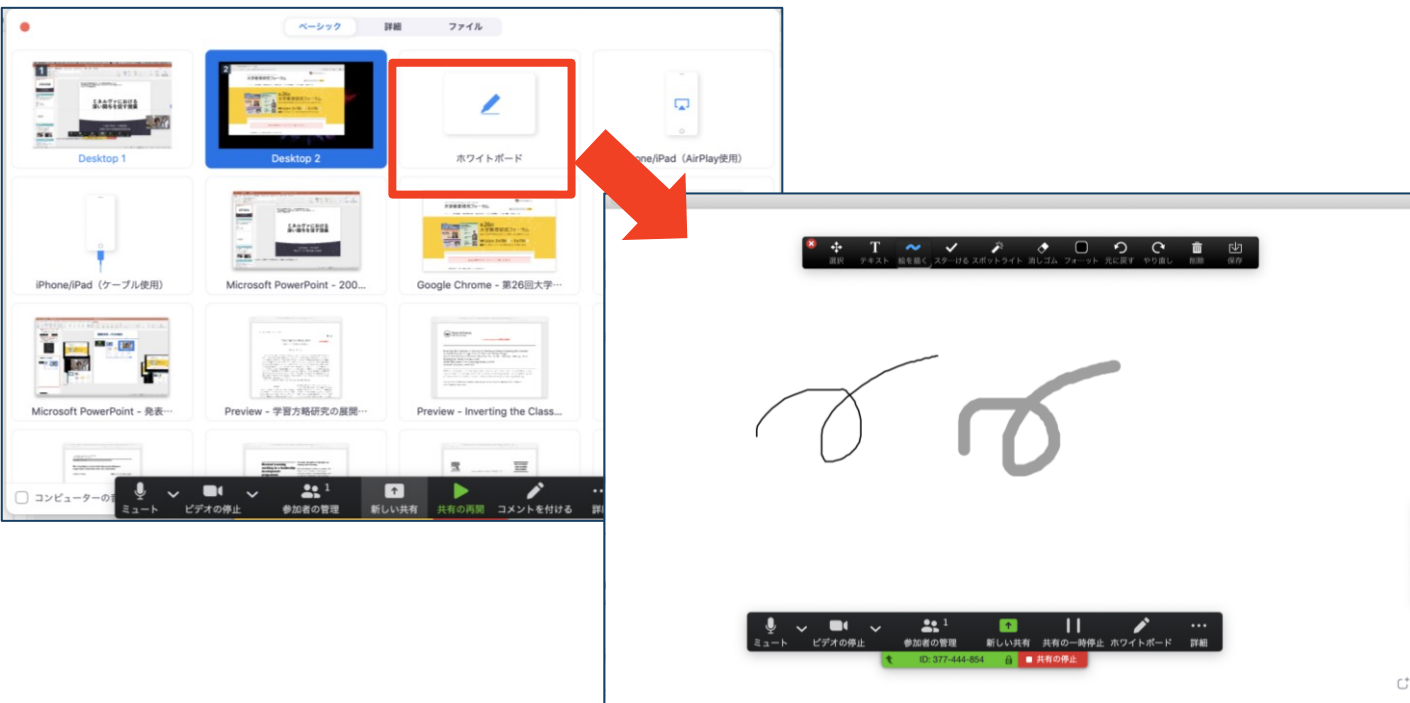 ベーシック 詳細 ファイル
1
2
Desktop 1 Desktop 2 ホワイトボード one/iPad（AirPlay使用）
iPhone/iPad（ケーブル使用） Microsoft PowerPoint - 200... Google Chrome - 第26回大学…
Microsoft PowerPoint - 発表… Preview - 学習方略研究の展開… Preview - Inverting the Class...
コンピューターの
1
ミュート ビデオの停止 参加者の管理 新しい共有 共有の再開 コメントを付ける
選択 テキスト 絵を描く スタ…ける スポットライト 消しゴム フォ…ット 元に戻す やり直し 削除 保存
1
ミュート ビデオの停止 参加者の管理 新しい共有 共有の一時停止 ホワイトボード 詳細
ID: 377-444-854 共有の停止